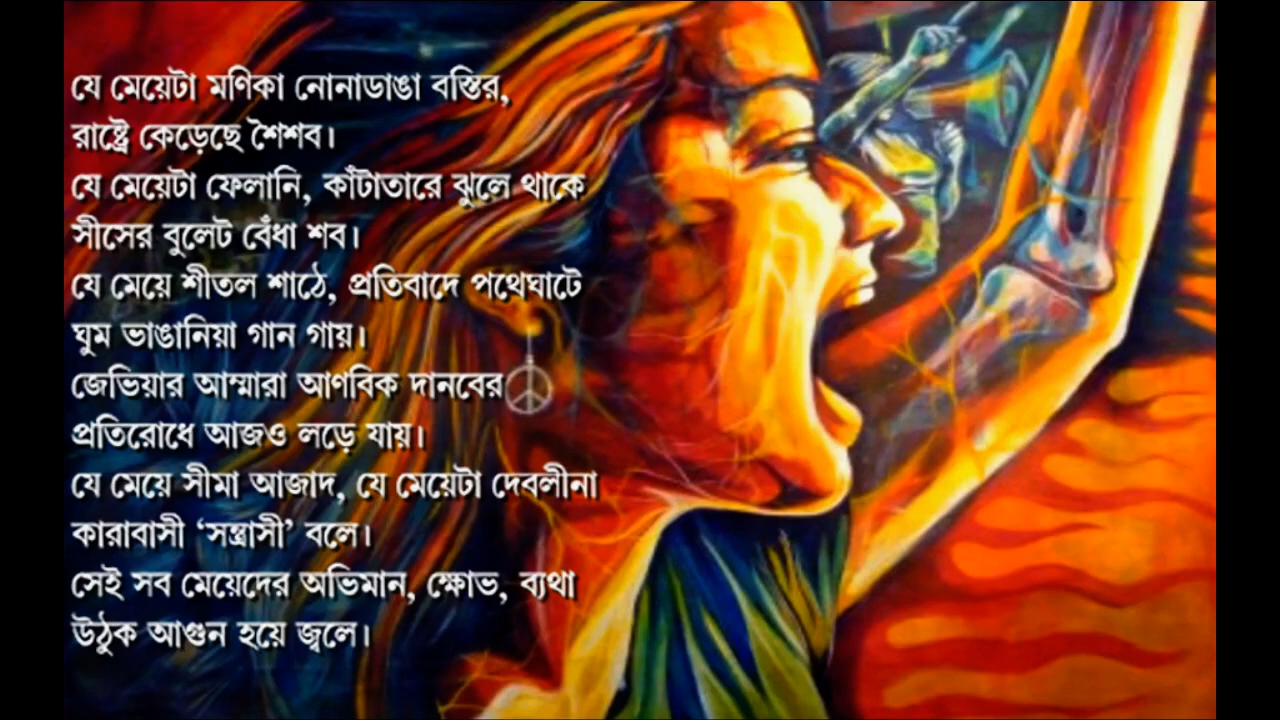 যে মেয়েটা মণিকা নোনাডাঙা বস্তির,
রাষ্ট্রে কেড়েছে শৈশব।
যে মেয়েটা ফেলানি, কাঁটাতারে ঝুলে থাকে
সীসের বুলেট বেঁধা শব।
যে মেয়ে শীতল শাঠে, প্রতিবাদে পথেঘাটে
ঘুম ভাঙানিয়া গান গায়।
জেভিয়ার আম্মারা আণবিক দানবের
প্রতিরোধে আজও লড়ে যায়।
যে মেয়ে সীমা আজাদ, যে মেয়েটা দেবলীনা
কারাবাসী ‘সন্ত্রাসী’ বলে।
সেই সব মেয়েদের অভিমান, ক্ষোভ, ব্যথা
উঠুক আগুন হয়ে জ্বলে।